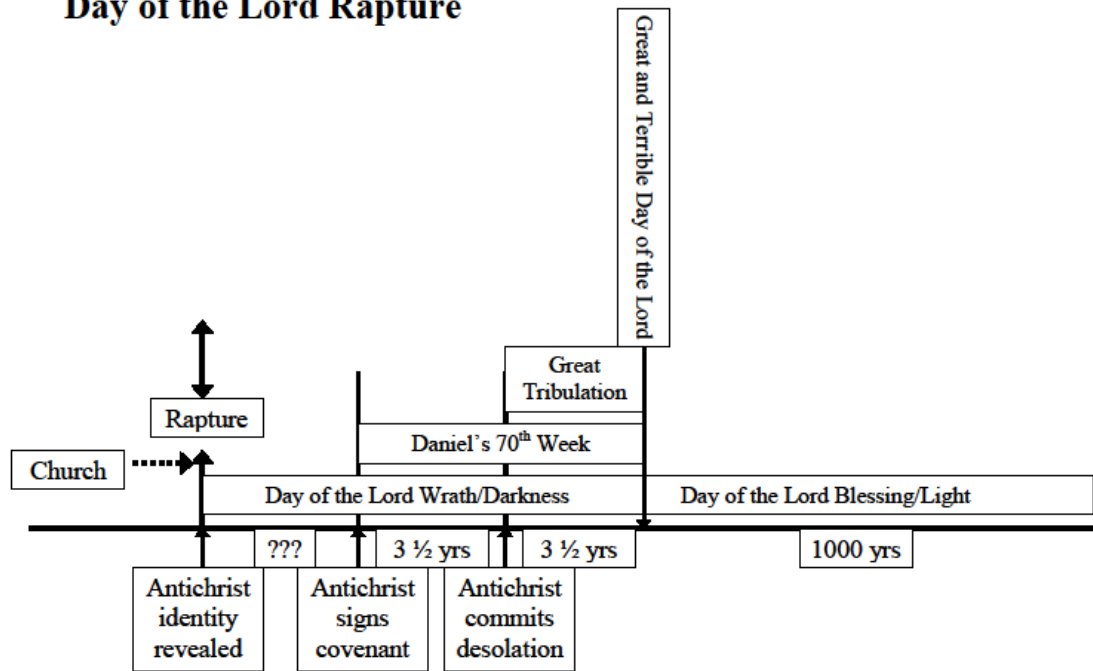 Day of the Lord Rapture
Great and Terrible Day of the Lord
Great
Tribulation
Rapture
Daniel's 70th Week
Church
Day of the Lord Wrath/Darkness
Day of the Lord Blessing/Light
???
3 ½ yrs
3 ½ yrs
1000 yrs
Antichrist
identity
revealed
Antichrist
signs
covenant
Antichrist
commits
desolation